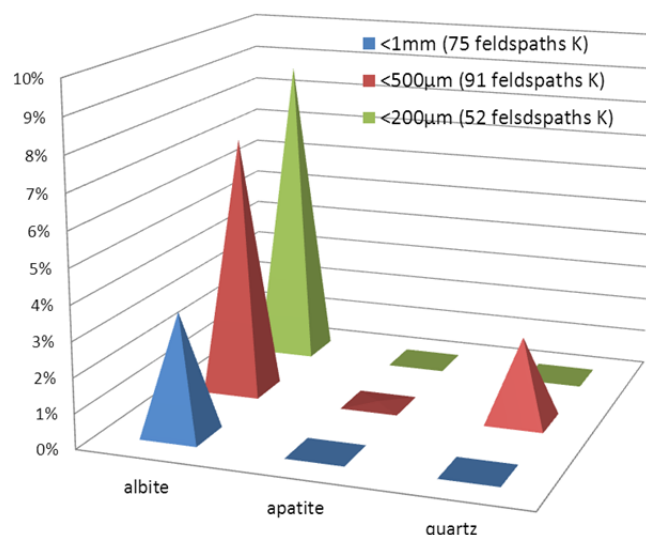 <1mm (75 feldspaths K)
<500µm (91 feldspaths K)
<200µm (52 felsdspaths K)
10%
9%
8%
7%
6%
5%
4%
3%
2%
1%
0%
albite
apatite
quartz